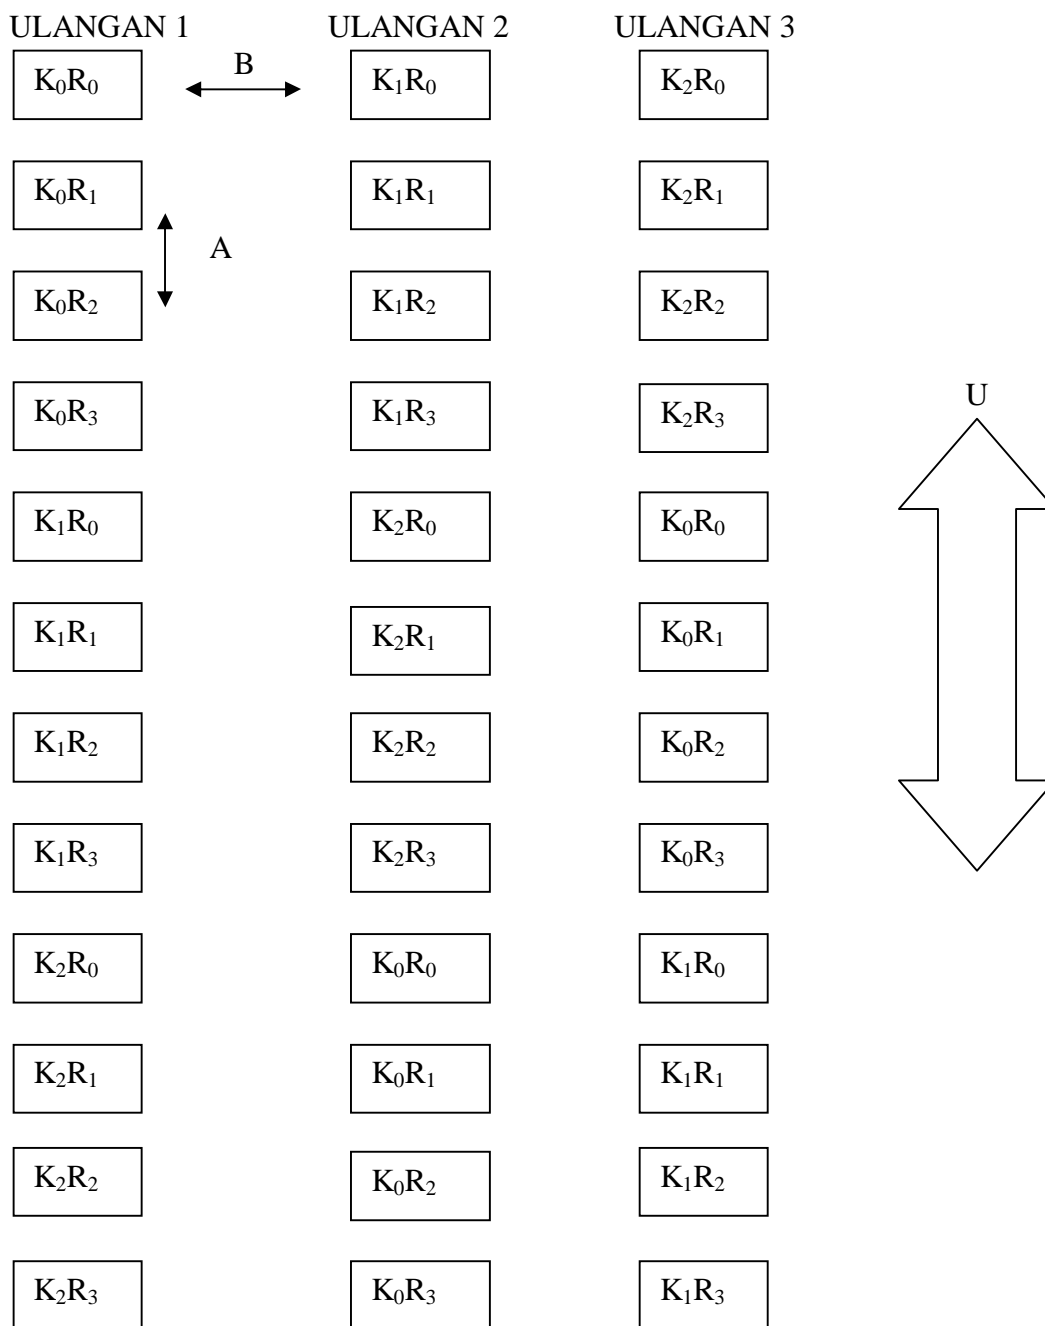 ULANGAN 1 ULANGAN 2 ULANGAN 3
K₀R₀ B K₁R₀ K₂R₀
K₀R₁ K₁R₁ K₂R₁
A
K₀R₂ K₁R₂ K₂R₂
K₀R₃ K₁R₃ K₂R₃ U
K₁R₀ K₂R₀ K₀R₀
K₁R₁ K₂R₁ K₀R₁
K₁R₂ K₂R₂ K₀R₂
K₁R₃ K₂R₃ K₀R₃
K₂R₀ K₀R₀ K₁R₀
K₂R₁ K₀R₁ K₁R₁
K₂R₂ K₀R₂ K₁R₂
K₂R₃ K₀R₃ K₁R₃